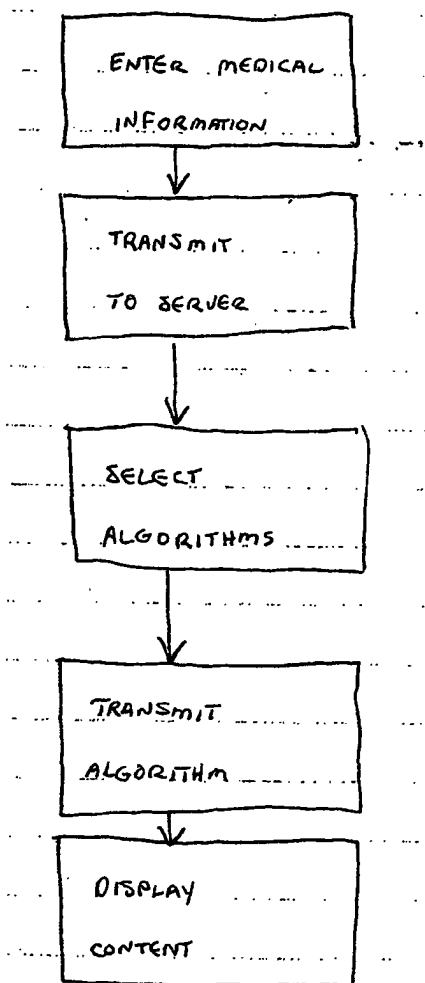 ENTER MEDICAL
INFORMATION
TRANSMIT
TO SERVER
SELECT
ALGORITHMS
TRANSMIT
ALGORITHM
DISPLAY
CONTENT